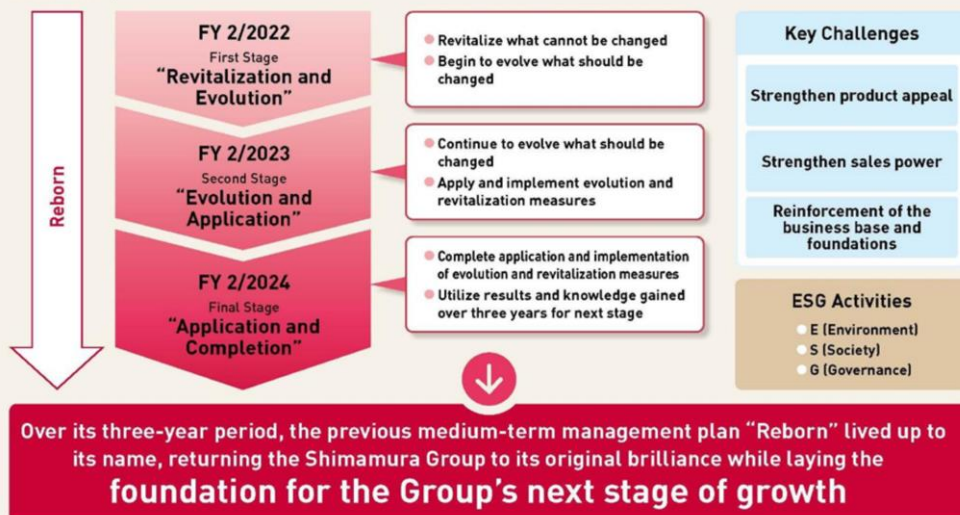 Reborn
FY 2/2022
First Stage
“Revitalization and
Evolution”
Revitalize what cannot be changed
Begin to evolve what should be
changed
FY 2/2023
Second Stage
“Evolution and
Application”
Continue to evolve what should be
changed
Apply and implement evolution and
revitalization measures
FY 2/2024
Final Stage
“Application and
Completion”
Complete application and implementation
of evolution and revitalization measures
Utilize results and knowledge gained
over three years for next stage
Key Challenges
Strengthen product appeal
Strengthen sales power
Reinforcement of the
business base and
foundations
ESG Activities
E (Environment)
S (Society)
G (Governance)
Over its three-year period, the previous medium-term management plan “Reborn” lived up to
its name, returning the Shimamura Group to its original brilliance while laying the
foundation for the Group’s next stage of growth